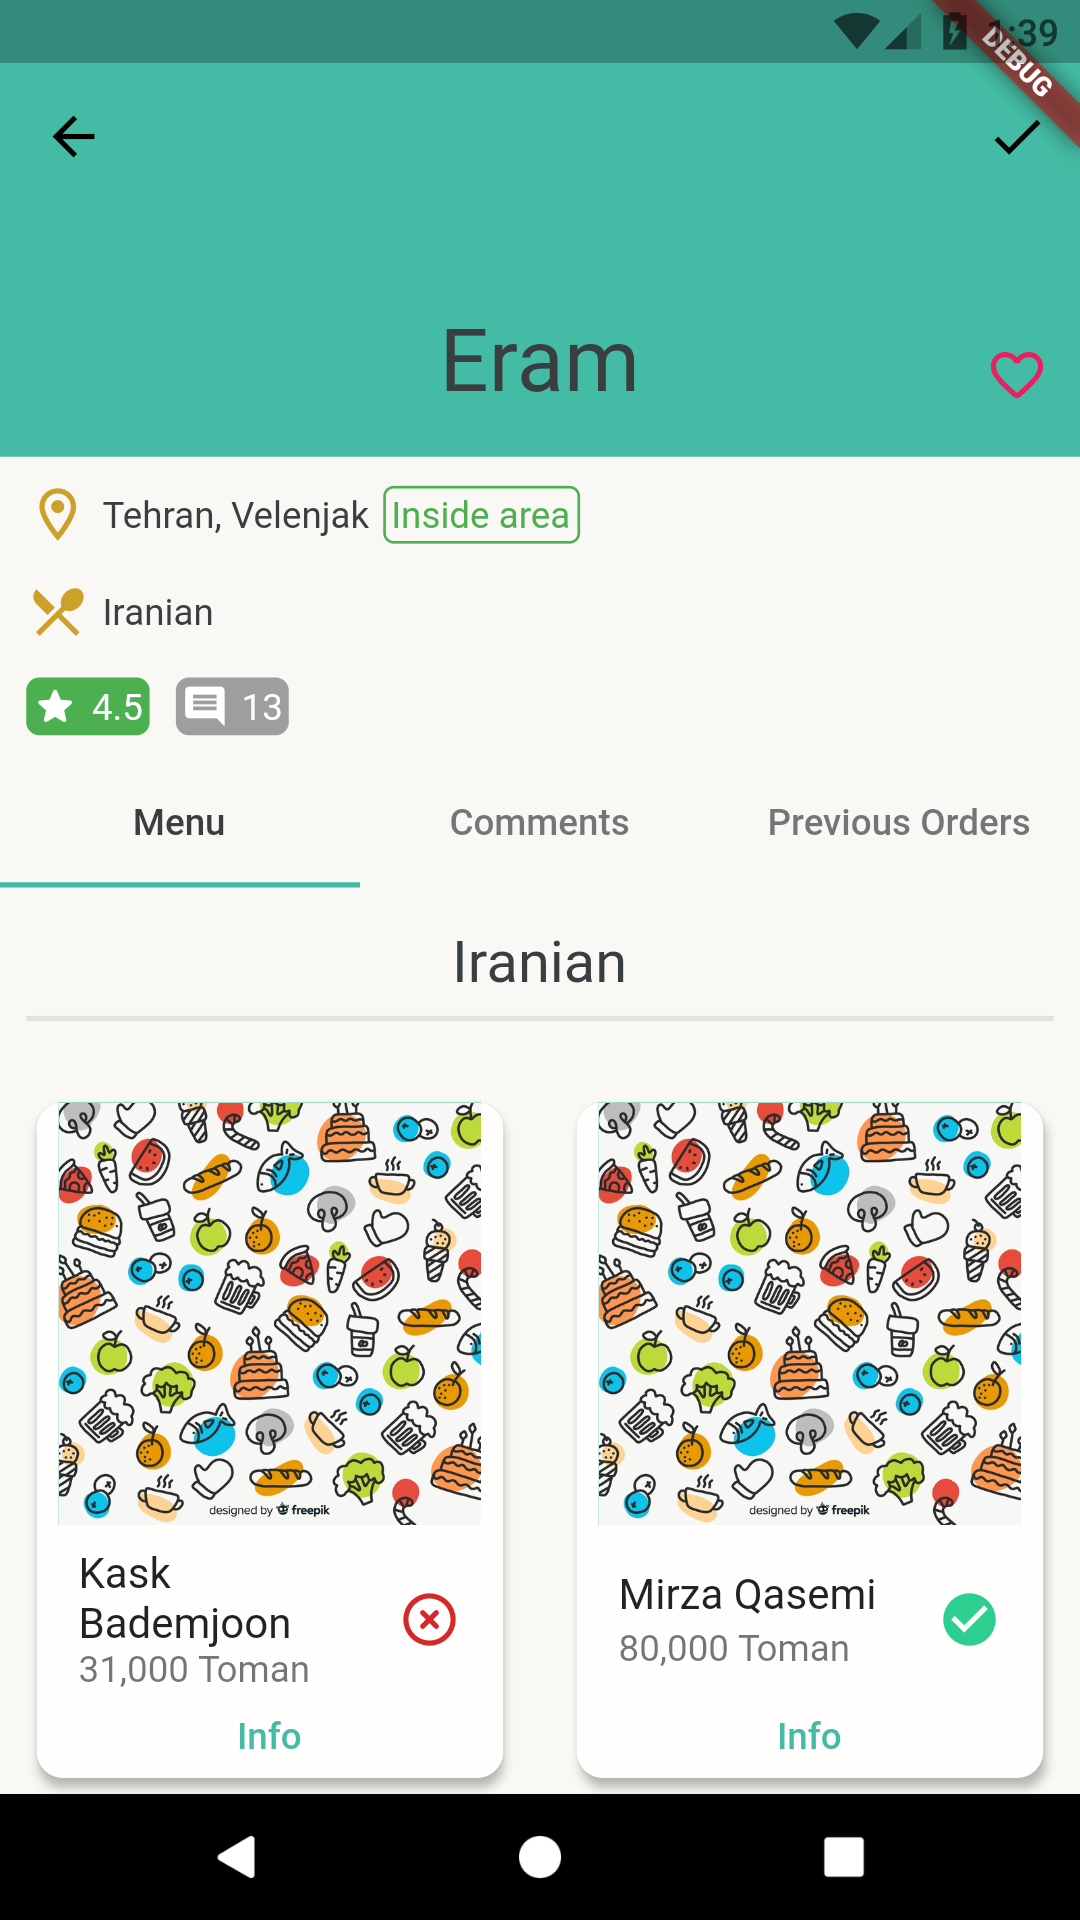 :39
DEBUG
Eram
Tehran, Velenjak Inside area
Iranian
4.5 13
Menu Comments Previous Orders
Iranian
designed by freepik
designed by freepik
Kask
Bademjoon
31,000 Toman
Info
Mirza Qasemi
80,000 Toman
Info